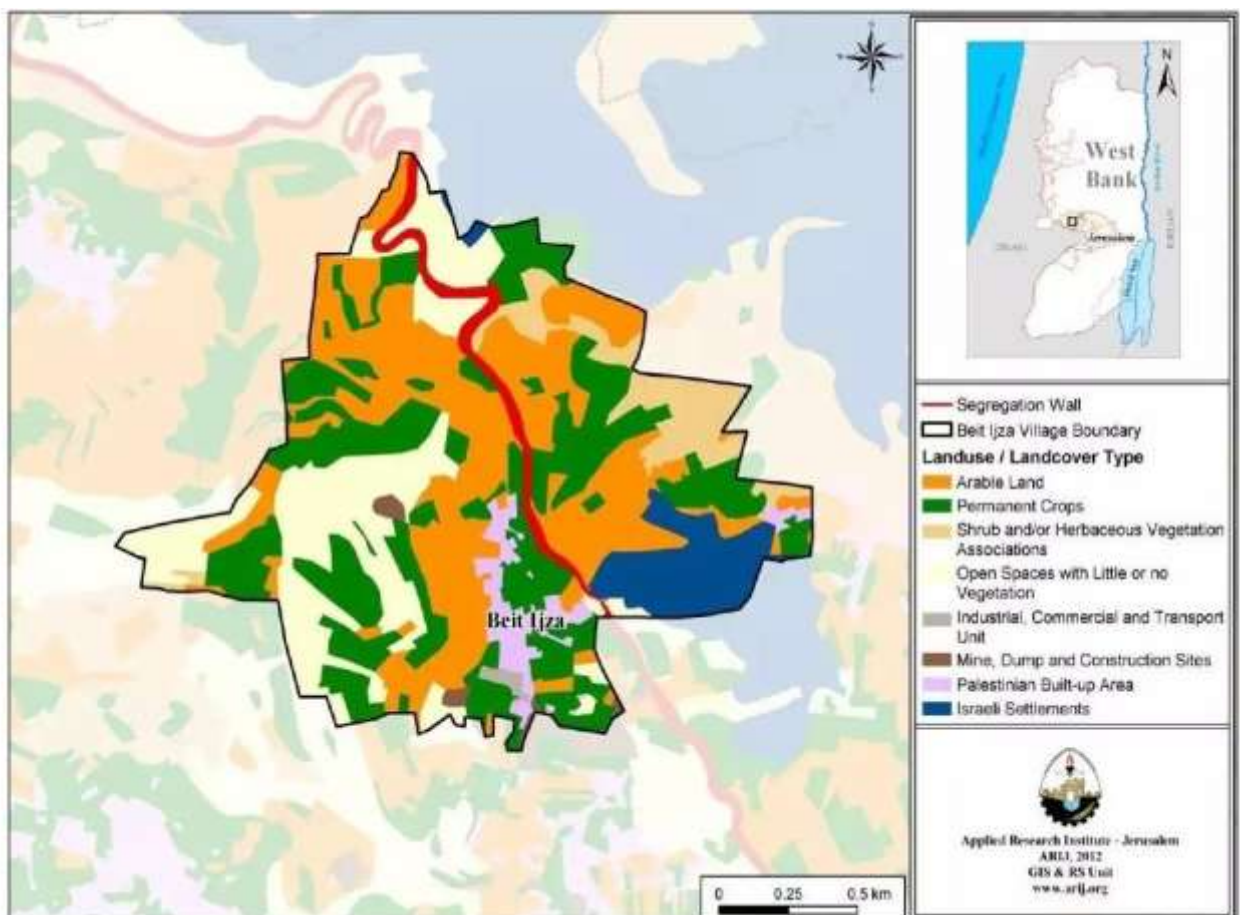 Beit Ijza
0 0.25 0.5 km
N
West
Bank
Jerusalem
Segregation Wall
Beit Ijza Village Boundary
Landuse / Landcover Type
Arable Land
Permanent Crops
Shrub and/or Herbaceous Vegetation
Associations
Open Spaces with Little or no
Vegetation
Industrial, Commercial and Transport
Unit
Mine, Dump and Construction Sites
Palestinian Built-up Area
Israeli Settlements
Applied Research Institute - Jerusalem
ARIJ, 2012
GIS & RS Unit
www.arij.org